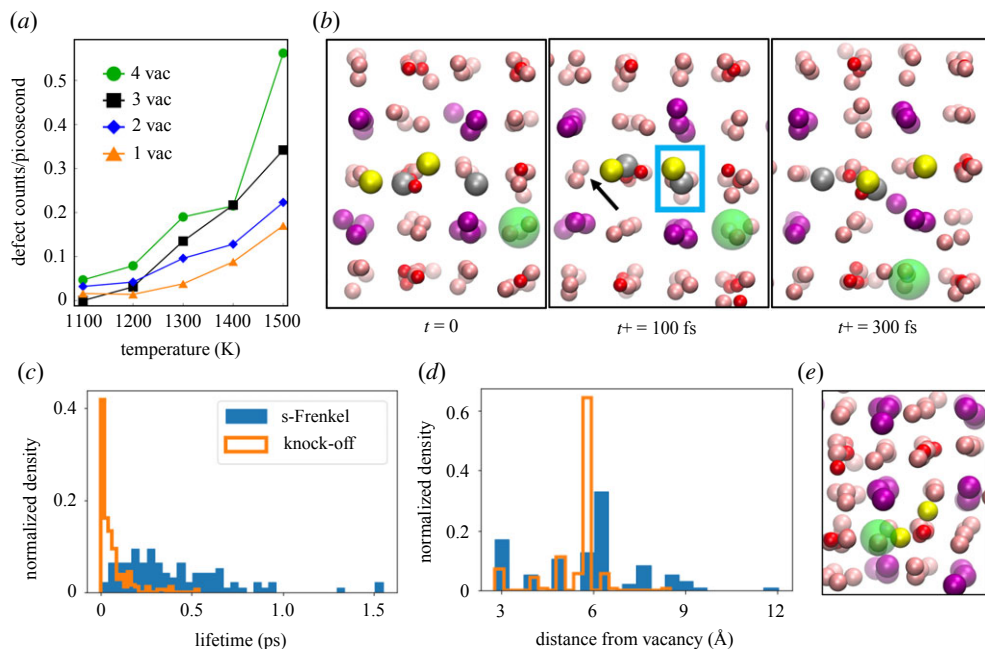 (a)
defect counts/picosecond
0.5
0.4
0.3
0.2
0.1
0
4 vac
3 vac
2 vac
1 vac
1100 1200 1300 1400 1500
temperature (K)
(b)
t = 0
t+ = 100 fs
t+ = 300 fs
(c)
normalized density
0.4
0.2
0
s-Frenkel
knock-off
0 0.5 1.0 1.5
lifetime (ps)
(d)
normalized density
0.6
0.4
0.2
0
3 6 9 12
distance from vacancy (Å)
(e)